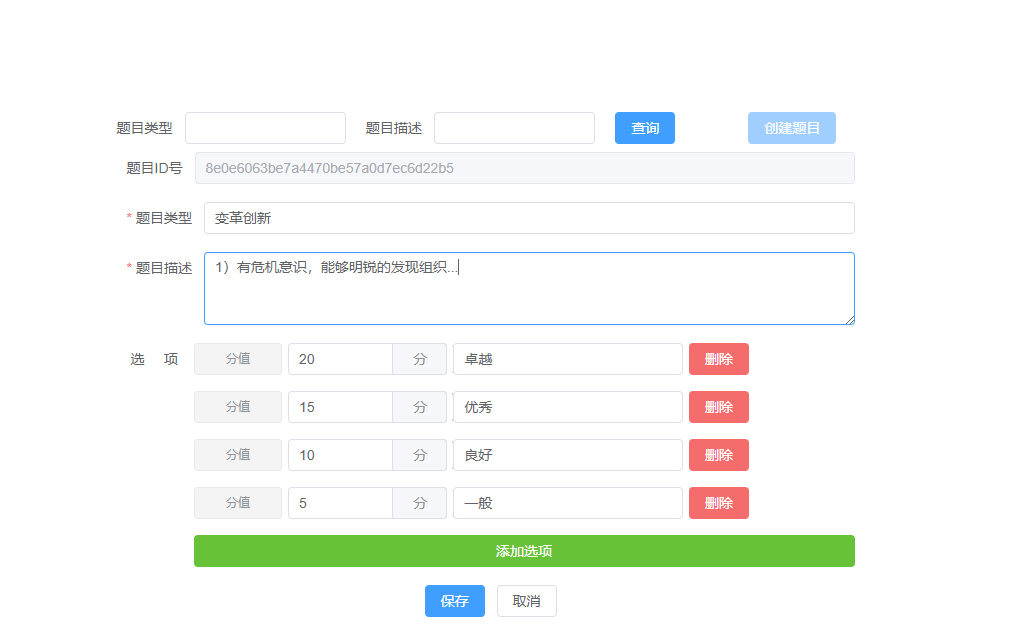 题目类型 题目描述 查询 创建题目
题目ID号 8e0e6063be7a4470be57a0d7ec6d22b5
* 题目类型 变革创新
* 题目描述 1）有危机意识，能够明锐的发现组织...
选 项 分值 20 分 卓越 删除
分值 15 分 优秀 删除
分值 10 分 良好 删除
分值 5 分 一般 删除
添加选项
保存 取消